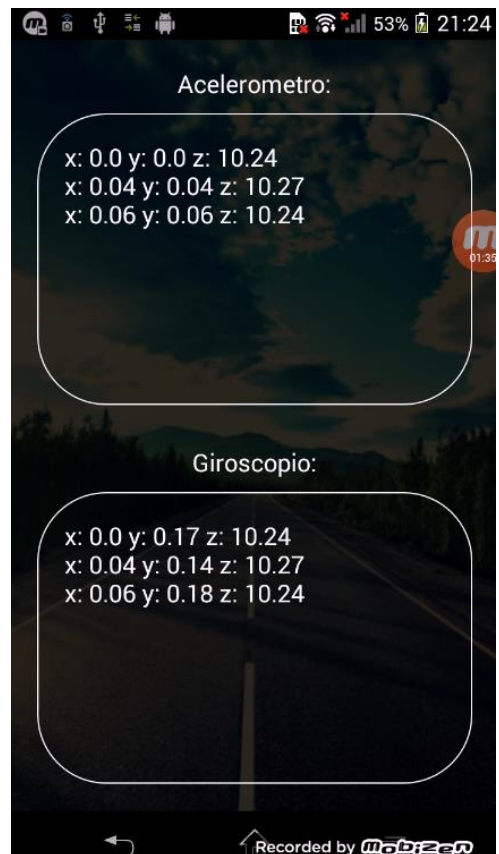 53% 21:24
Acelerometro:
x: 0.0 y: 0.0 z: 10.24
x: 0.04 y: 0.04 z: 10.27
x: 0.06 y: 0.06 z: 10.24
01:35
Giroscopio:
x: 0.0 y: 0.17 z: 10.24
x: 0.04 y: 0.14 z: 10.27
x: 0.06 y: 0.18 z: 10.24
Recorded by Mobizen